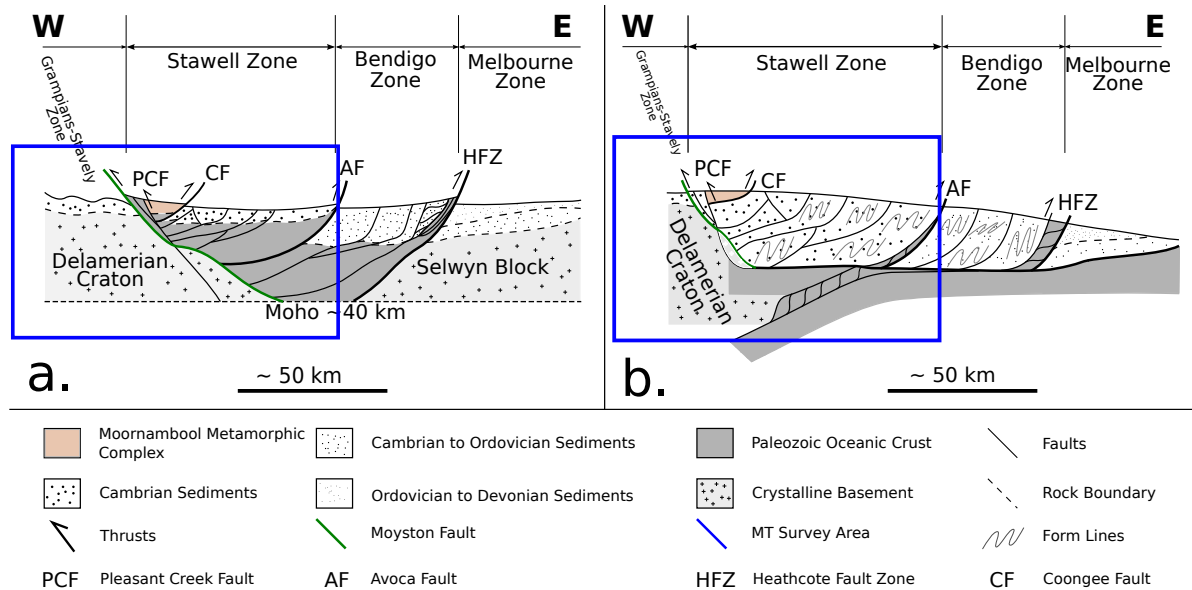 W
E
Stawell Zone
Bendigo
Zone
Melbourne
Zone
Grampians-Stavely
Zone
PCF
CF
AF
HFZ
Delamerian
Craton
Selwyn Block
Moho ~40 km
a.
~ 50 km
W
E
Stawell Zone
Bendigo
Zone
Melbourne
Zone
Grampians-Stavely
Zone
PCF
CF
AF
HFZ
Delamerian
Craton
b.
~ 50 km
Moornambool Metamorphic
Complex
Cambrian to Ordovician Sediments
Paleozoic Oceanic Crust
Faults
Cambrian Sediments
Ordovician to Devonian Sediments
Crystalline Basement
Rock Boundary
Thrusts
Moyston Fault
MT Survey Area
Form Lines
PCF Pleasant Creek Fault
AF Avoca Fault
HFZ Heathcote Fault Zone
CF Coongee Fault